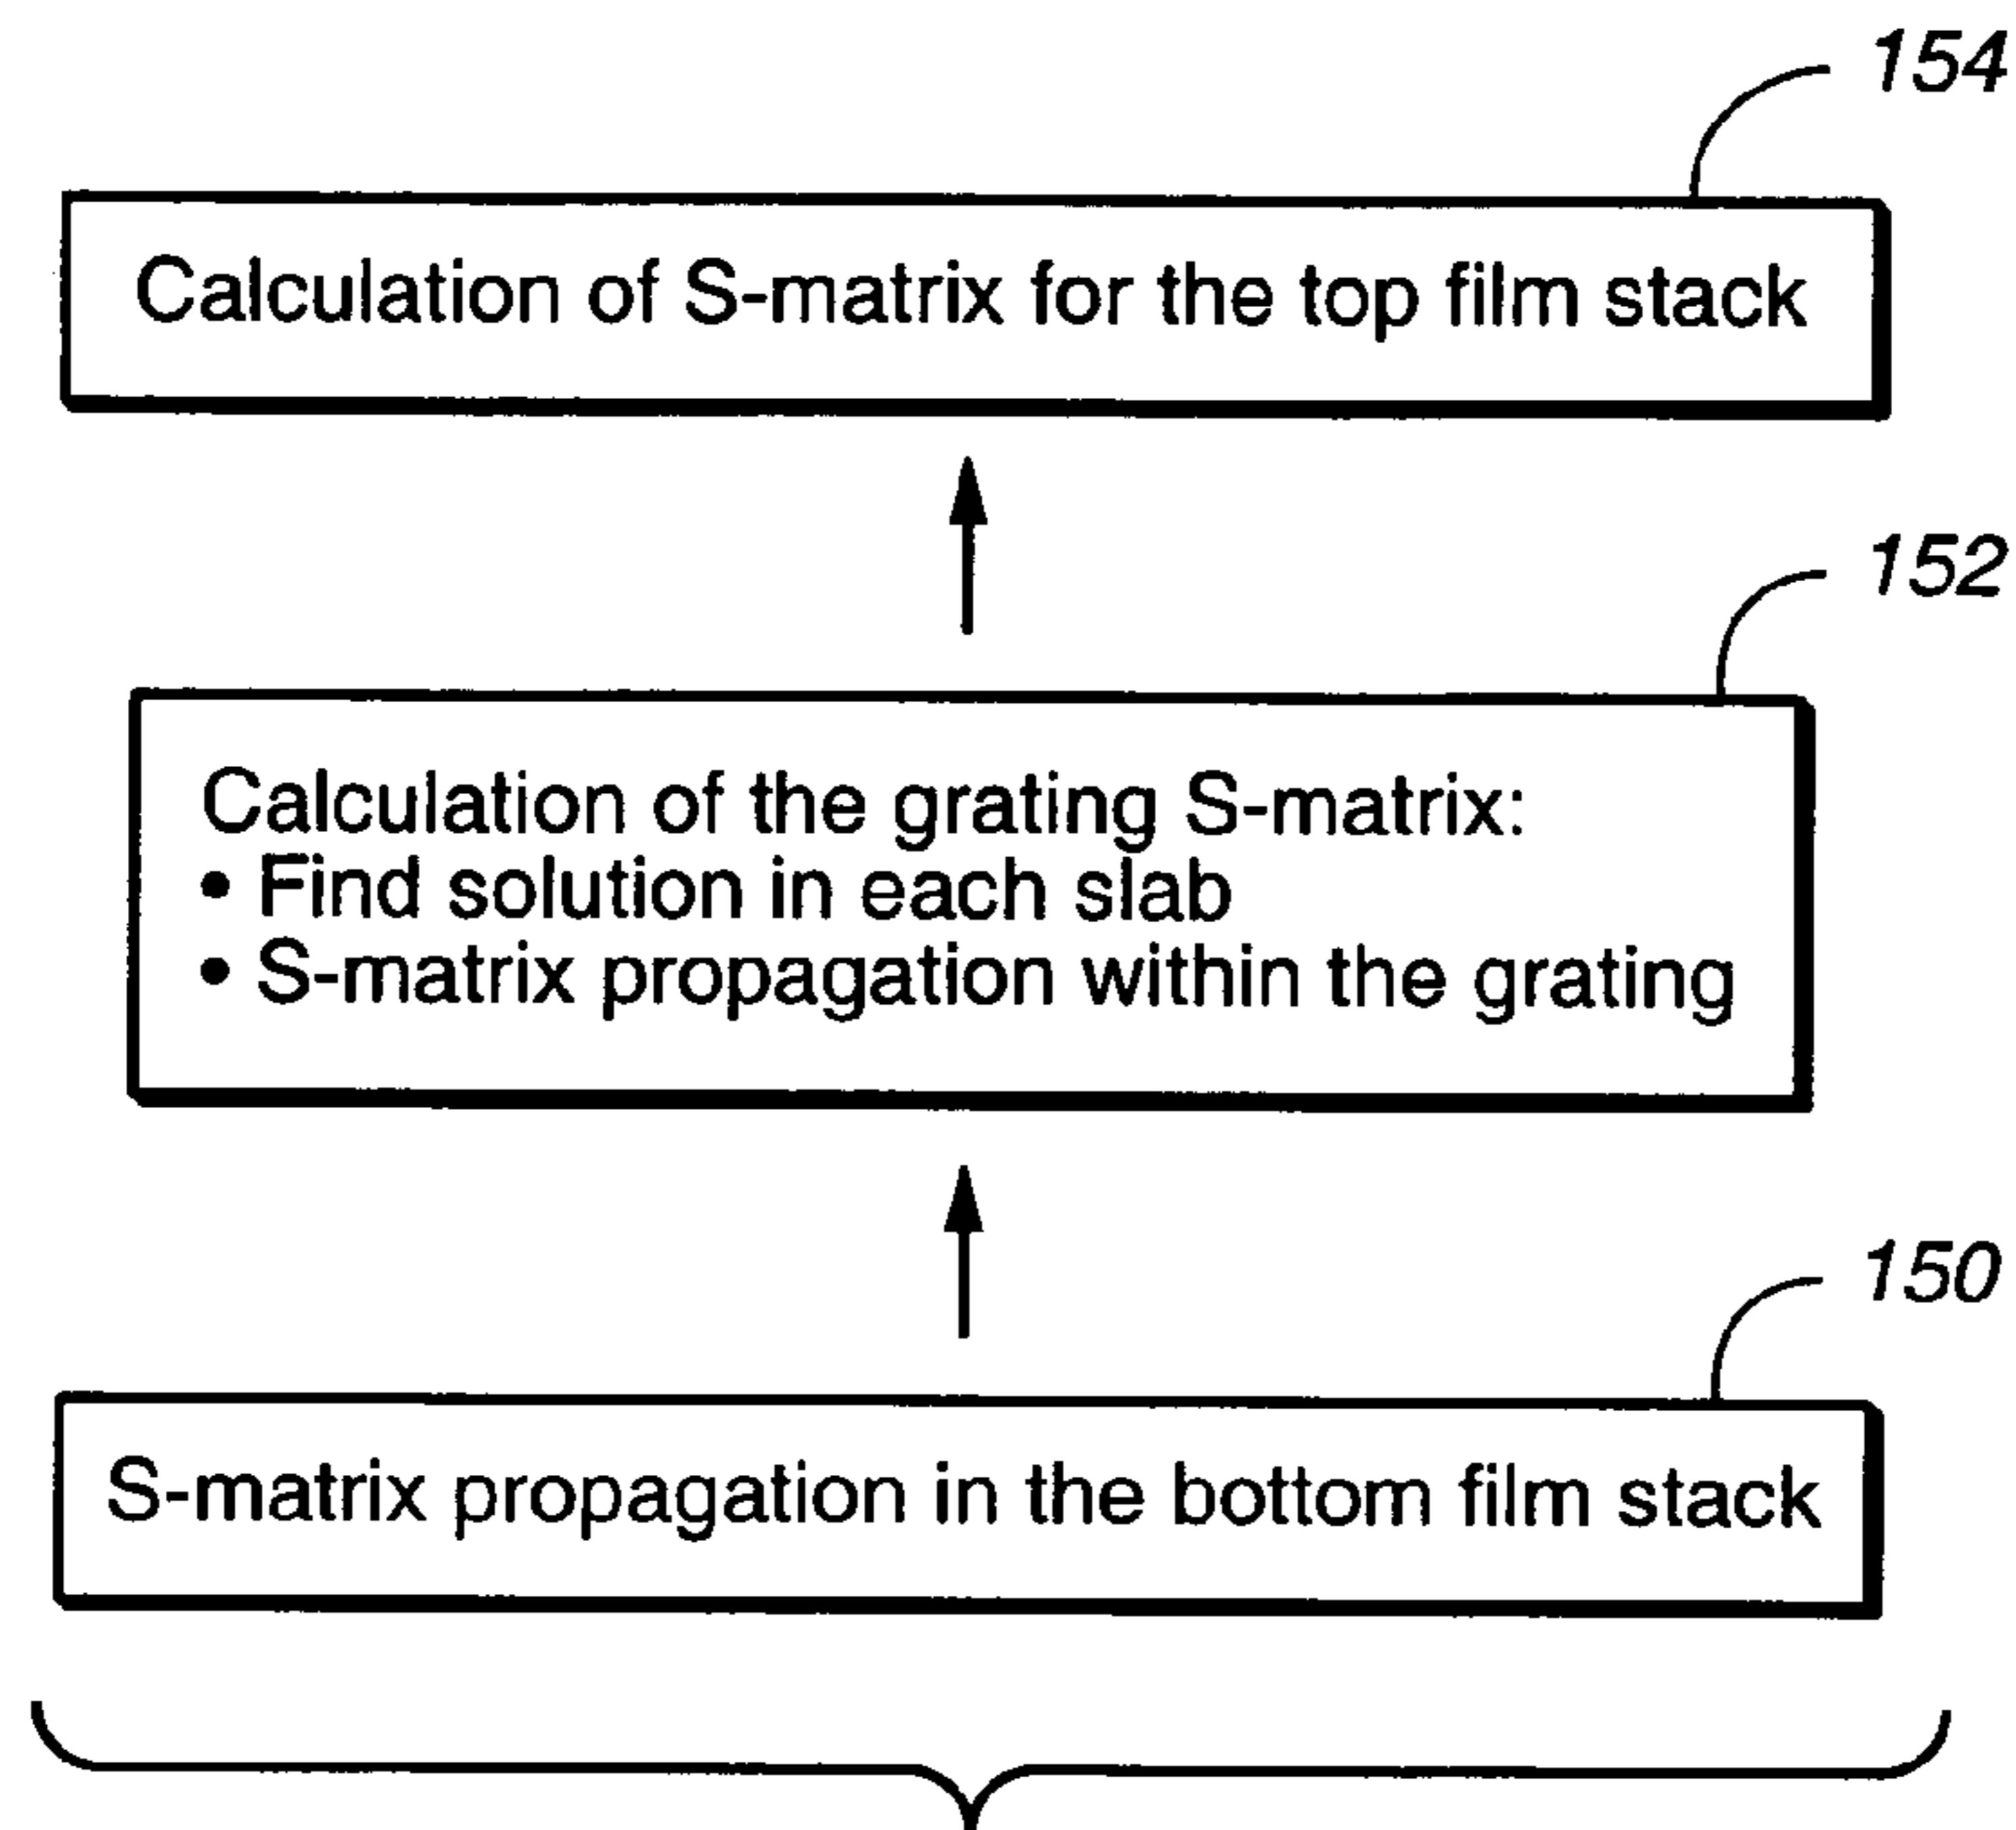 154
Calculation of S-matrix for the top film stack
152
Calculation of the grating S-matrix:
• Find solution in each slab
• S-matrix propagation within the grating
150
S-matrix propagation in the bottom film stack